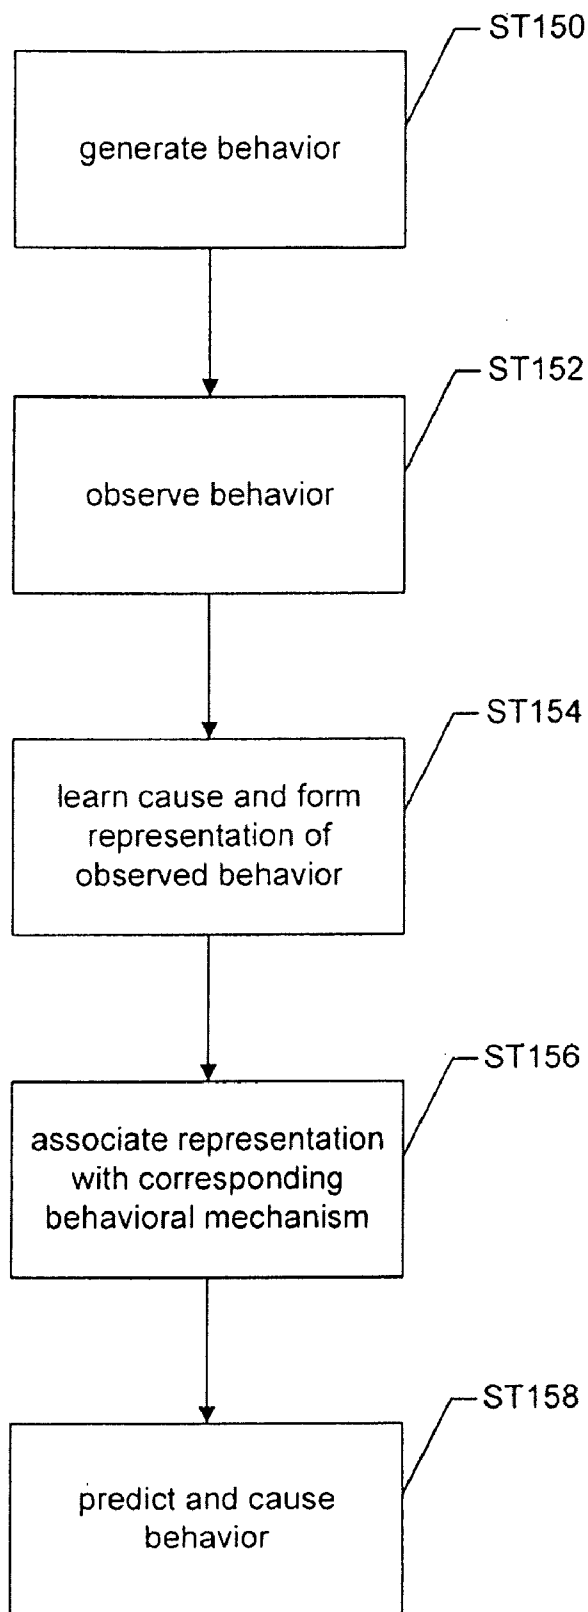 ST150
generate behavior
ST152
observe behavior
ST154
learn cause and form
representation of
observed behavior
ST156
associate representation
with corresponding
behavioral mechanism
ST158
predict and cause
behavior